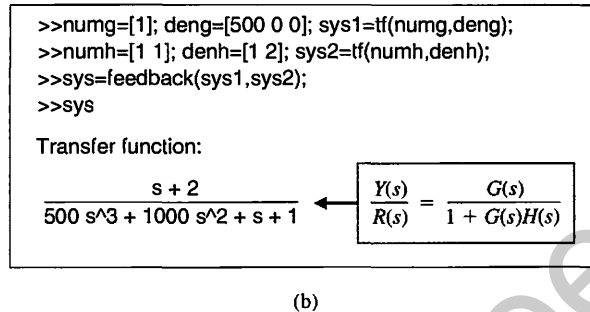 >>numg=[1]; deng=[500 0 0]; sys1=tf(numg,deng);
>>numh=[1 1]; denh=[1 2]; sys2=tf(numh,denh);
>>sys=feedback(sys1,sys2);
>>sys
Transfer function:
s + 2
500 s^3 + 1000 s^2 + s + 1
Y(s)/R(s) = G(s)/1 + G(s)H(s)
(b)